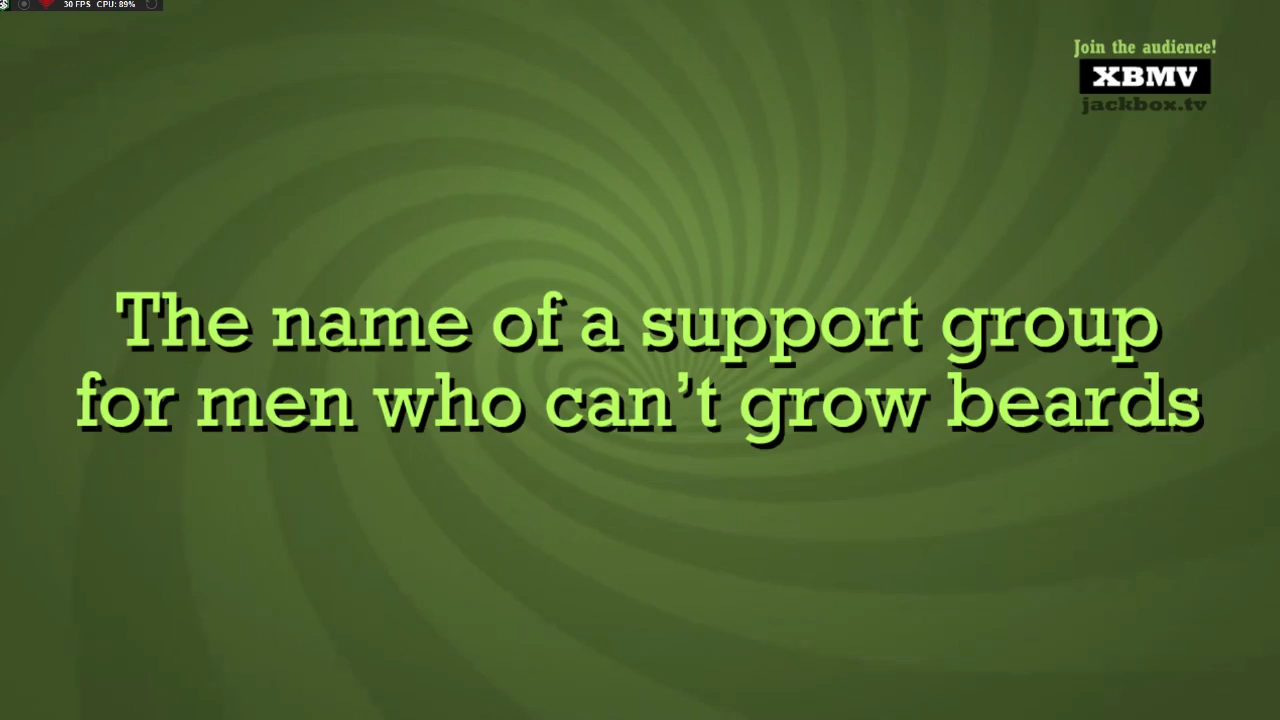 30 FPS CPU: 89%
Join the audience!
XBMV
jackbox.tv
The name of a support group
for men who can’t grow beards